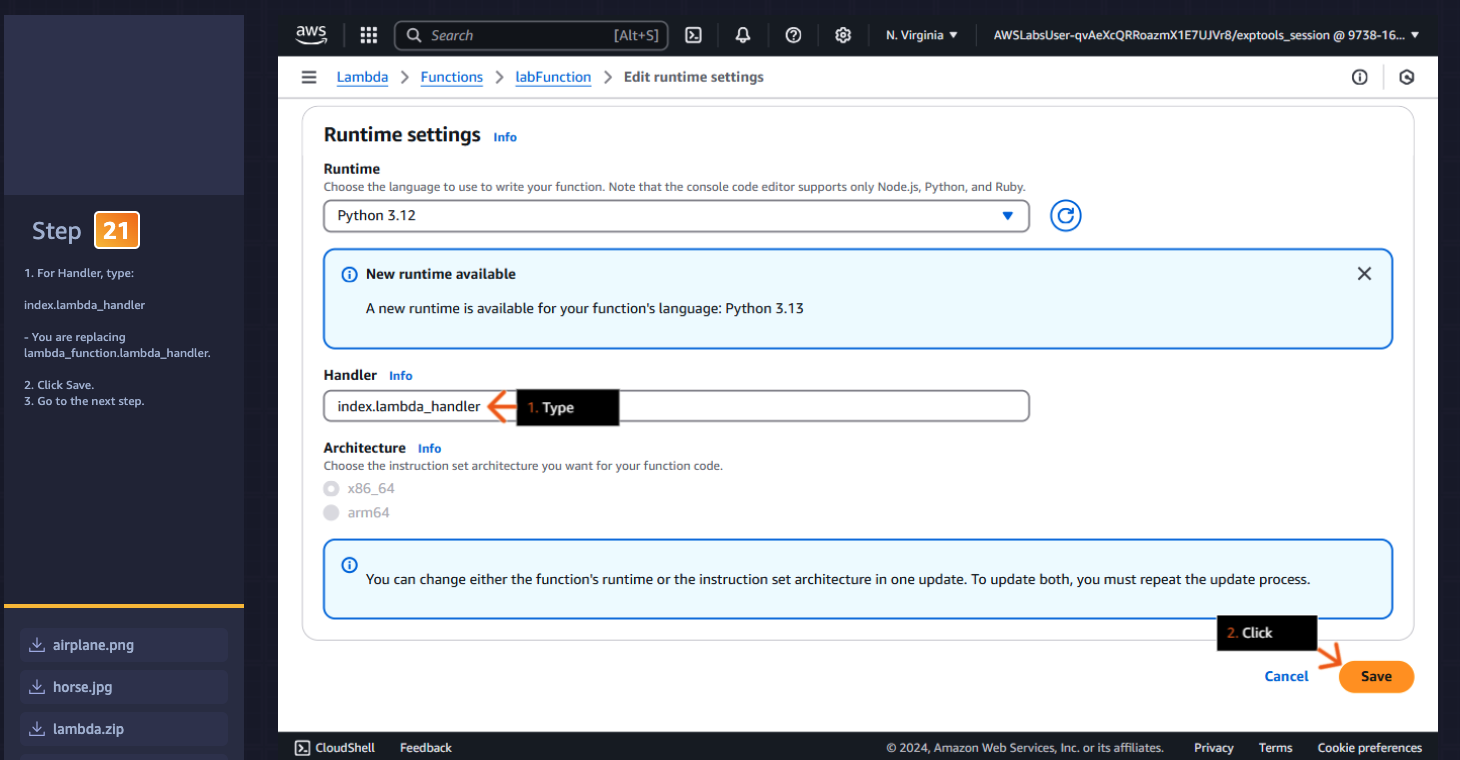 Step 21
1. For Handler, type:
index.lambda_handler
- You are replacing
lambda_function.lambda_handler.
2. Click Save.
3. Go to the next step.
airplane.png
horse.jpg
lambda.zip
aws
Search [Alt+S]
N. Virginia
AWSLabsUser-qvAeXcQRRoazmX1E7UJVr8/exptools_session @ 9738-16...
Lambda > Functions > labFunction > Edit runtime settings
Runtime settings Info
Runtime
Choose the language to use to write your function. Note that the console code editor supports only Node.js, Python, and Ruby.
Python 3.12
New runtime available
A new runtime is available for your function's language: Python 3.13
Handler Info
index.lambda_handler
1. Type
Architecture Info
Choose the instruction set architecture you want for your function code.
x86_64
arm64
You can change either the function's runtime or the instruction set architecture in one update. To update both, you must repeat the update process.
2. Click
Cancel Save
CloudShell Feedback
© 2024, Amazon Web Services, Inc. or its affiliates. Privacy Terms Cookie preferences